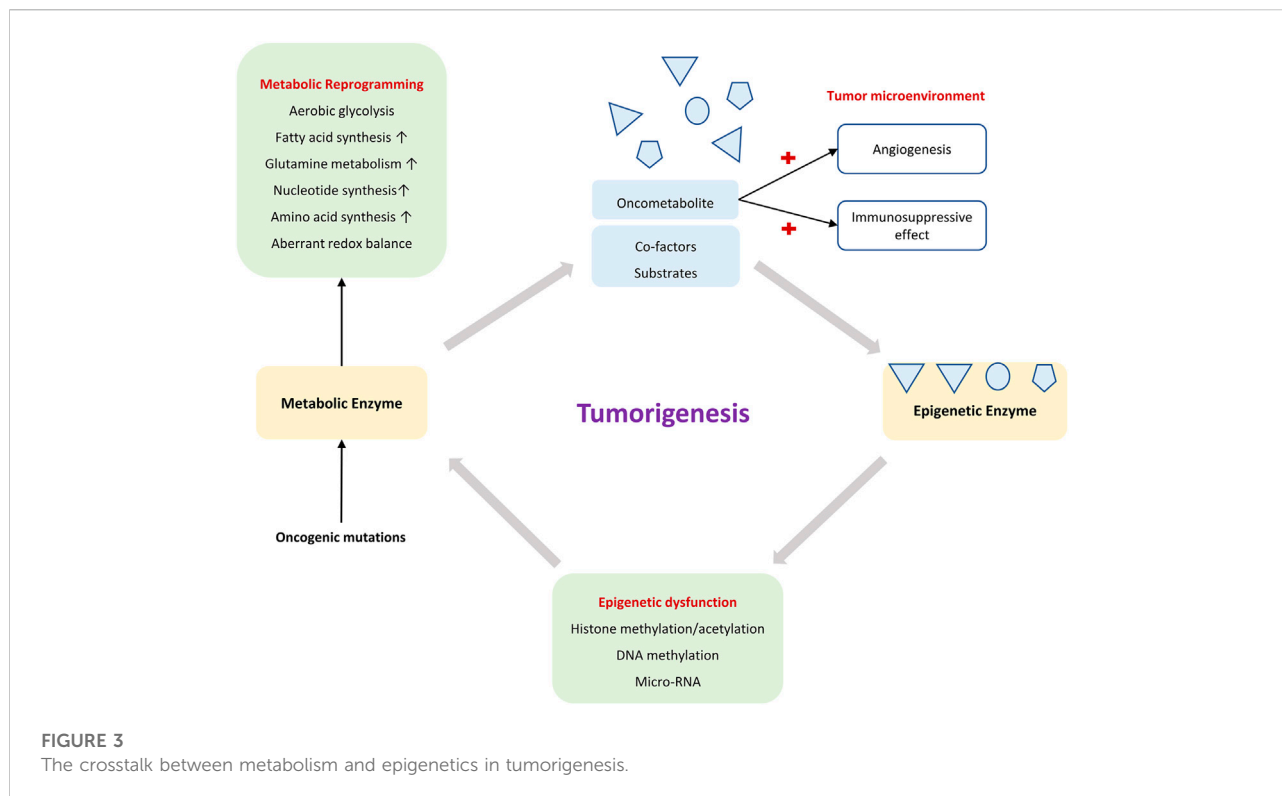 Metabolic Reprogramming
Aerobic glycolysis
Fatty acid synthesis ↑
Glutamine metabolism ↑
Nucleotide synthesis↑
Amino acid synthesis ↑
Aberrant redox balance
Oncometabolite
Co-factors
Substrates
Tumor microenvironment
Angiogenesis
Immunosuppressive
effect
Metabolic Enzyme
Tumorigenesis
Epigenetic Enzyme
Oncogenic mutations
Epigenetic dysfunction
Histone methylation/acetylation
DNA methylation
Micro-RNA
FIGURE 3
The crosstalk between metabolism and epigenetics in tumorigenesis.